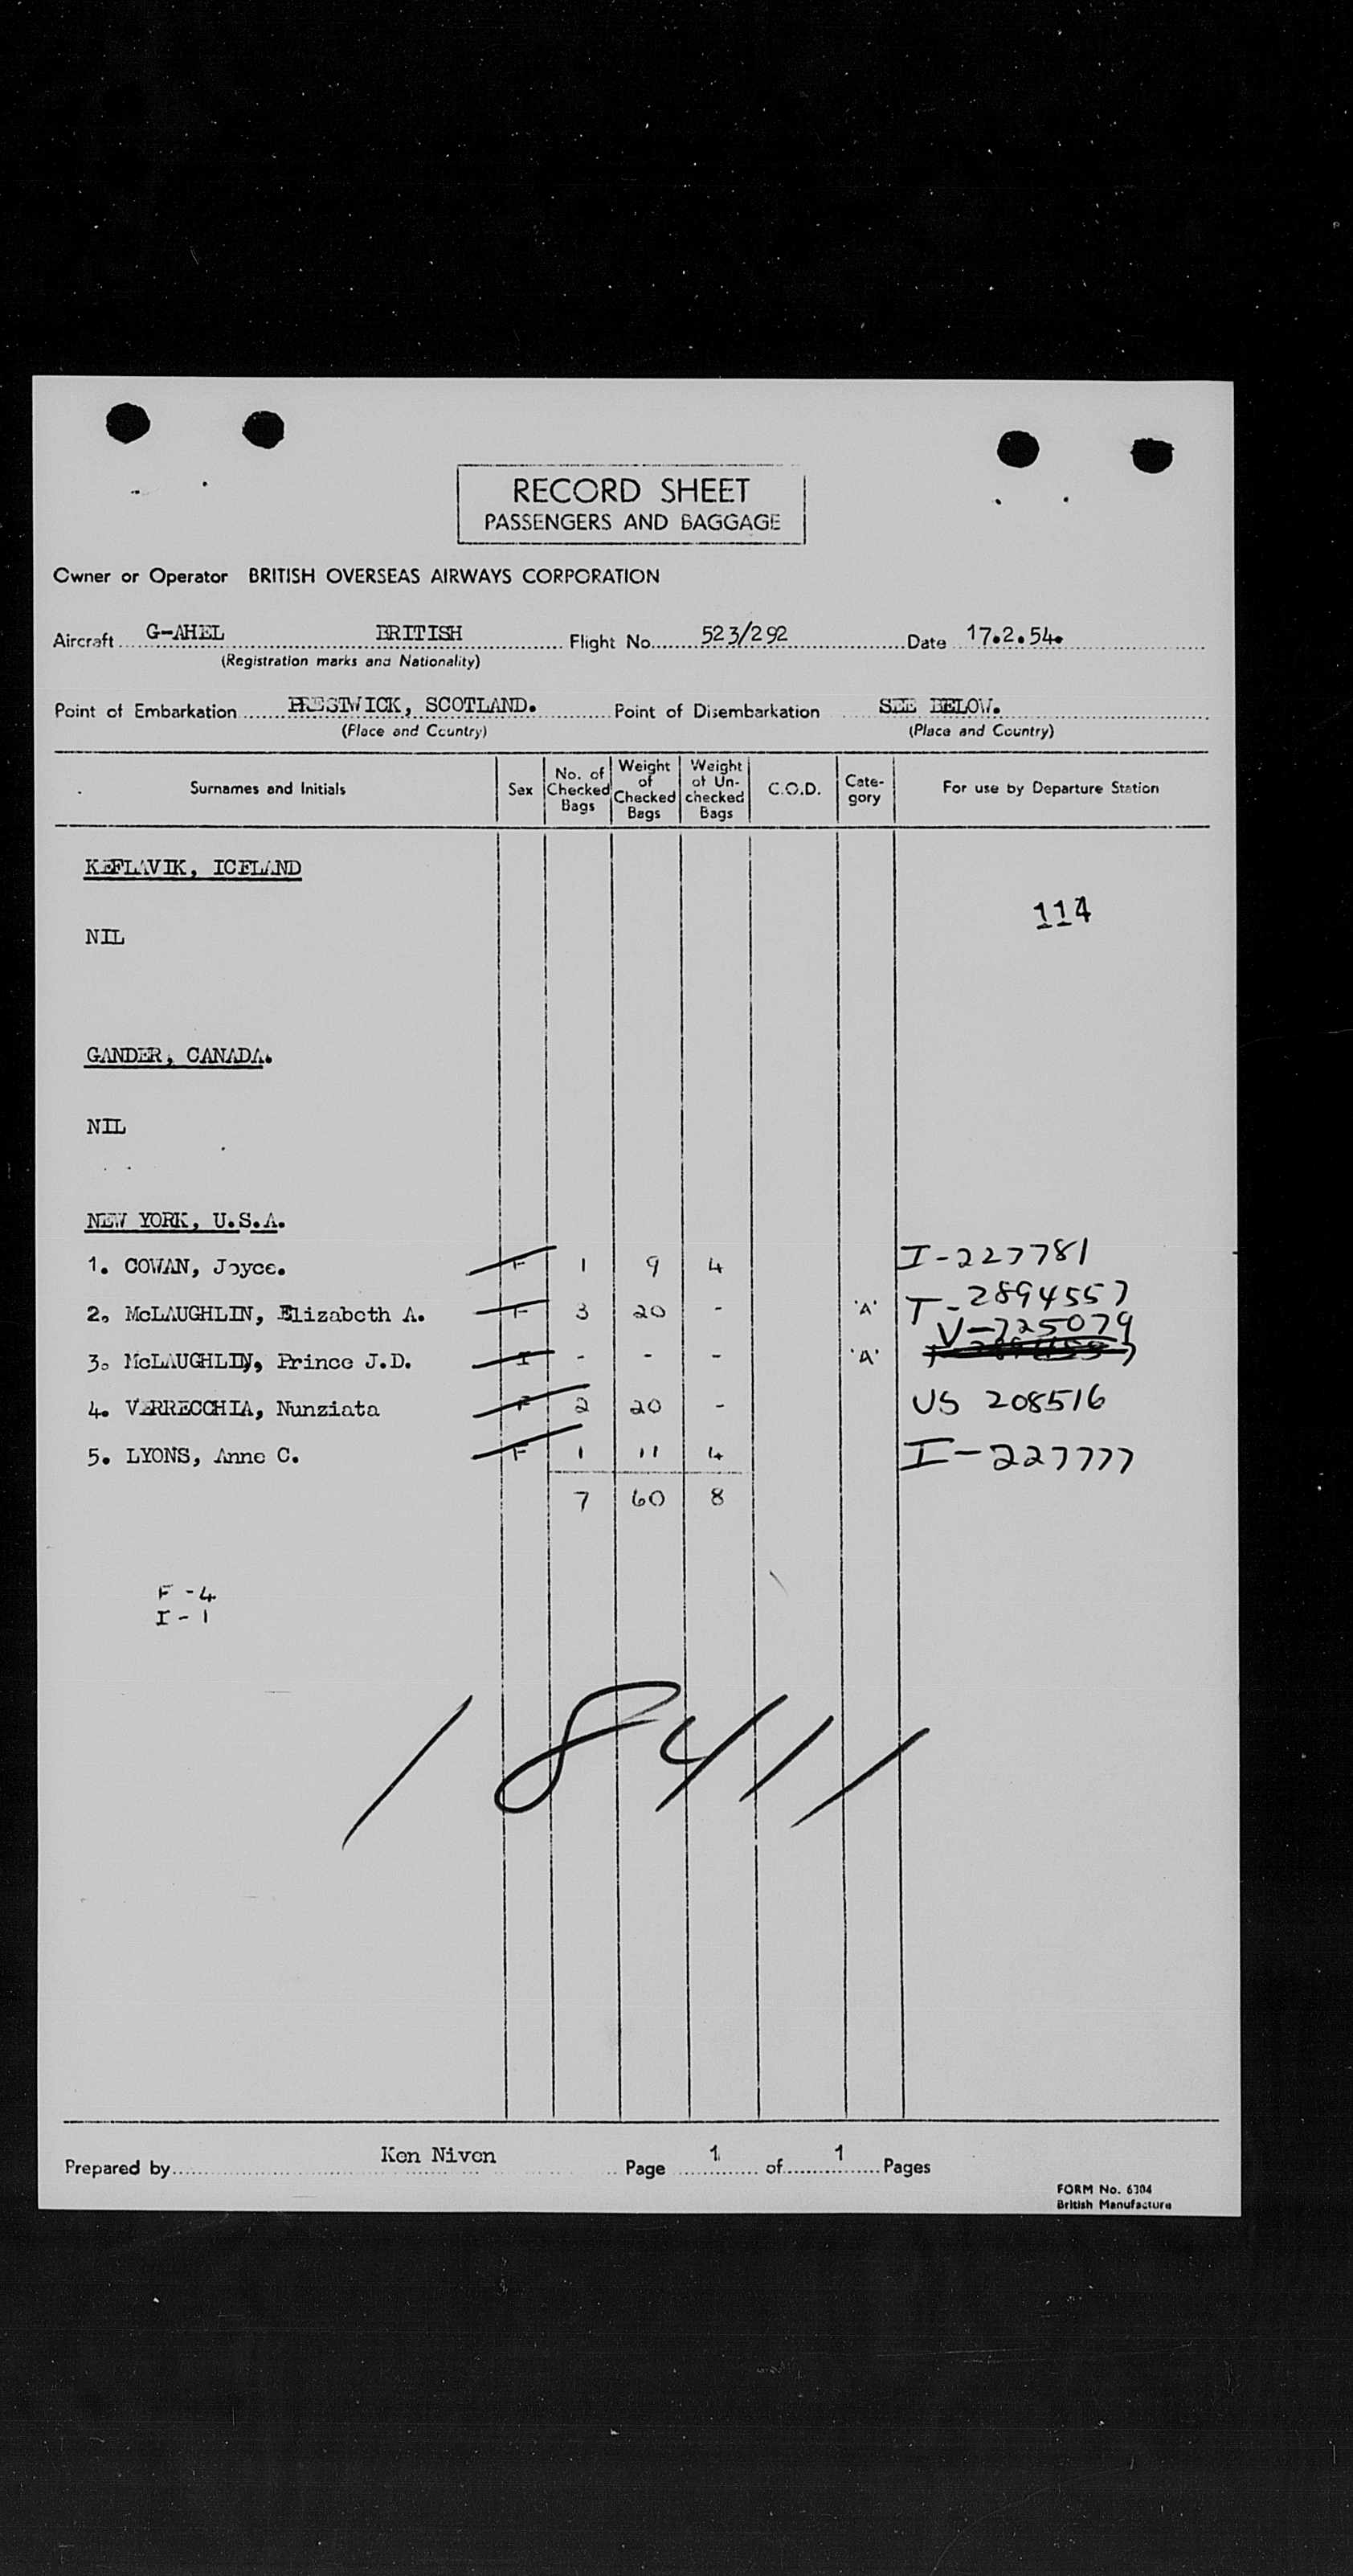 RECORD SHEET
PASSENGERS AND BAGGAGE
Owner or Operator BRITISH OVERSEAS AIRWAYS CORPORATION
Aircraft G-AHEL BRITISH Flight No. 523/292 Date 17.2.54.
(Registration marks and Nationality)
Point of Embarkation PRESTWICK, SCOTLAND. Point of Disembarkation SEE BELOW.
(Place and Country) (Place and Country)
Surnames and Initials Sex No. of Checked Bags Weight of Checked Bags Weight of Un-checked Bags C.O.D. Cate-gory For use by Departure Station
KEFLAVIK, ICELAND
114
NIL
GANDER, CANADA.
NIL
NEW YORK, U.S.A.
1. COWAN, Joyce. F 1 9 4 I-227781
2. McLAUGHLIN, Elizabeth A. F 3 20 - 'A' T-2894557
V-725079
3. McLAUGHLIN, Prince J.D. I - - - 'A'
4. VERRECCHIA, Nunziata F 2 20 - US 208516
5. LYONS, Anne C. F 1 11 4 I-227777
7 60 8
F - 4
I - 1
1 8411
Prepared by Ken Niven Page 1 of 1 Pages
FORM No. 6304
British Manufacture